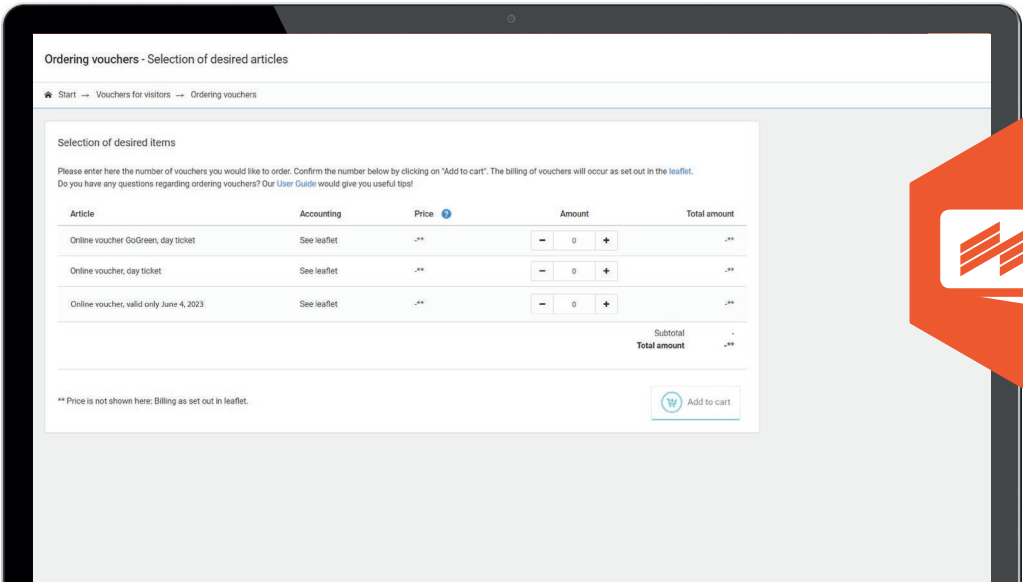 Ordering vouchers - Selection of desired articles
Start → Vouchers for visitors → Ordering vouchers
Selection of desired items
Please enter here the number of vouchers you would like to order. Confirm the number below by clicking on "Add to cart". The billing of vouchers will occur as set out in the leaflet.
Do you have any questions regarding ordering vouchers? Our User Guide would give you useful tips!
Article Accounting Price ? Amount Total amount
Online voucher GoGreen, day ticket See leaflet -** − 0 + -**
Online voucher, day ticket See leaflet -** − 0 + -**
Online voucher, valid only June 4, 2023 See leaflet -** − 0 + -**
Subtotal -
Total amount -**
** Price is not shown here: Billing as set out in leaflet.
Add to cart